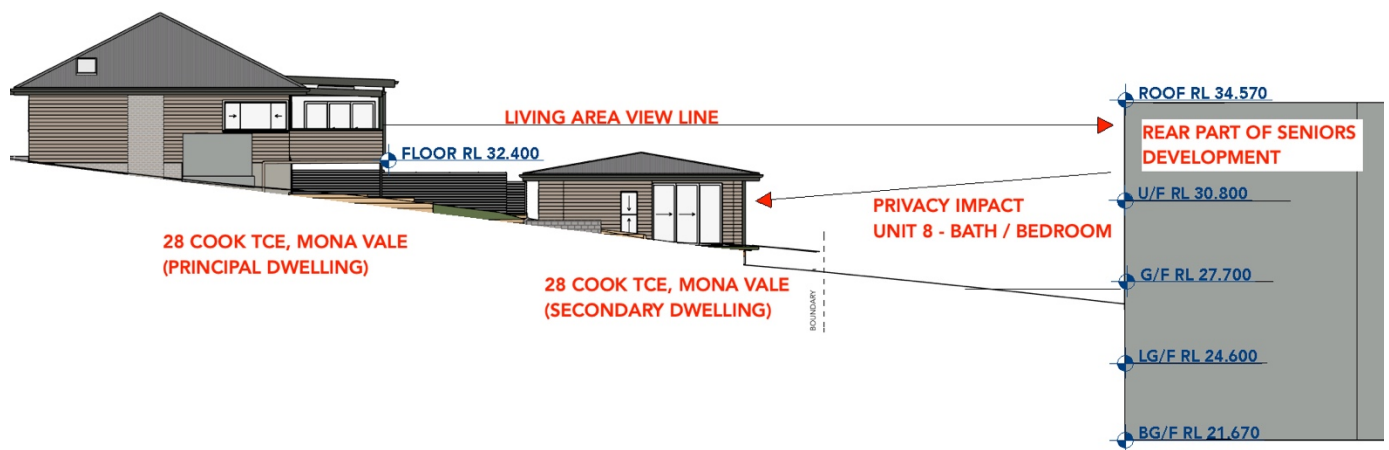 ROOF RL 34.570
LIVING AREA VIEW LINE
REAR PART OF SENIORS
DEVELOPMENT
FLOOR RL 32.400
U/F RL 30.800
PRIVACY IMPACT
UNIT 8 - BATH / BEDROOM
28 COOK TCE, MONA VALE
(PRINCIPAL DWELLING)
G/F RL 27.700
28 COOK TCE, MONA VALE
(SECONDARY DWELLING)
BOUNDARY
LG/F RL 24.600
BG/F RL 21.670